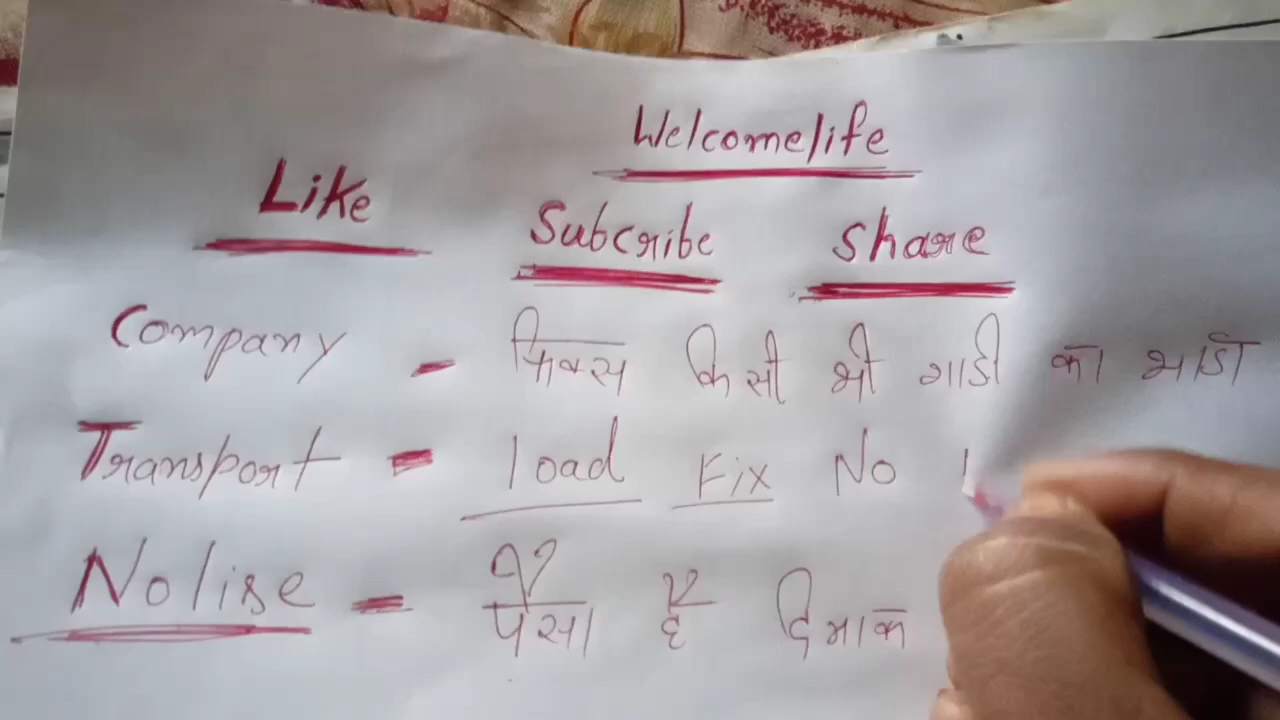 Welcomelife
Like Subcribe Share
Company - फिक्स किसी भी गाडी का भाडा
Transport = load Fix No
Nolise = पैसा है दिमाक